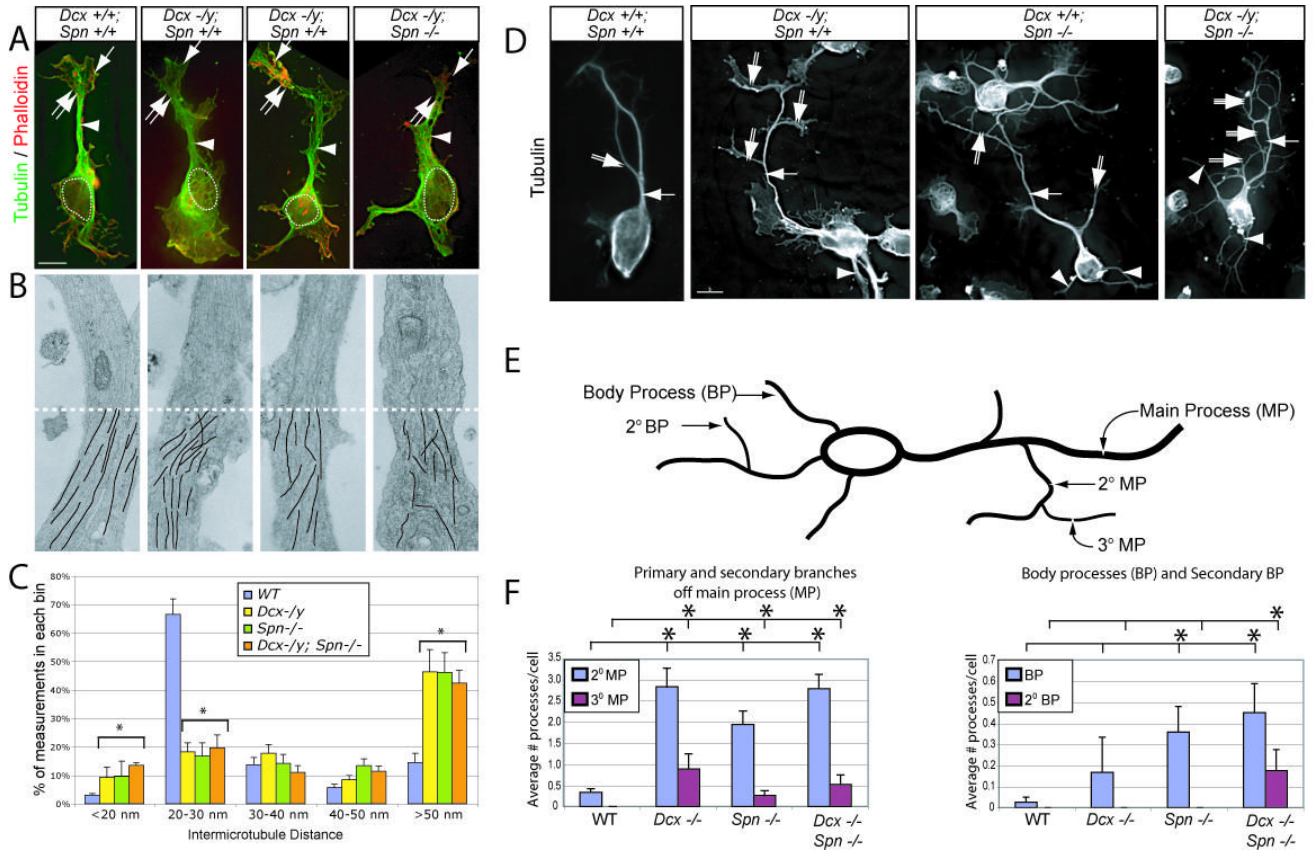 A
Dcx +/+;
Spn +/+
Dcx -/y;
Spn +/+
Dcx +/+;
Spn -/-
Dcx -/y;
Spn -/-
Tubulin / Phalloidin
B
C
% of measurements in each bin
80%
70%
60%
50%
40%
30%
20%
10%
0%
WT
Dcx-/y
Spn-/-
Dcx-/y; Spn-/-
*
*
*
<20 nm
20-30 nm
30-40 nm
40-50 nm
>50 nm
Intermicrotubule Distance
D
Dcx +/+;
Spn +/+
Dcx -/y;
Spn +/+
Dcx +/+;
Spn -/-
Dcx -/y;
Spn -/-
Tubulin
E
Body Process (BP)
2° BP
Main Process (MP)
2° MP
3° MP
F
Primary and secondary branches
off main process (MP)
* * *
* * *
Average # processes/cell
3.5
3.0
2.5
2.0
1.5
1.0
0.5
0
2⁰ MP
3⁰ MP
WT
Dcx -/-
Spn -/-
Dcx -/-
Spn -/-
Body processes (BP) and Secondary BP
*
* *
Average # processes/cell
0.7
0.6
0.5
0.4
0.3
0.2
0.1
0
BP
2⁰ BP
WT
Dcx -/-
Spn -/-
Dcx -/-
Spn -/-